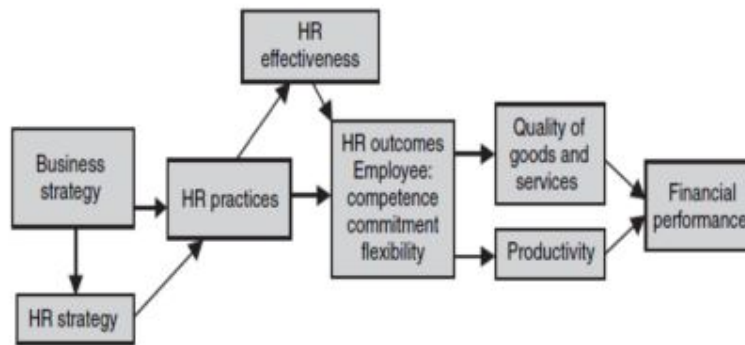 HR
effectiveness
Business
strategy
HR practices
HR strategy
HR outcomes
Employee:
competence
commitment
flexibility
Quality of
goods and
services
Productivity
Financial
performance